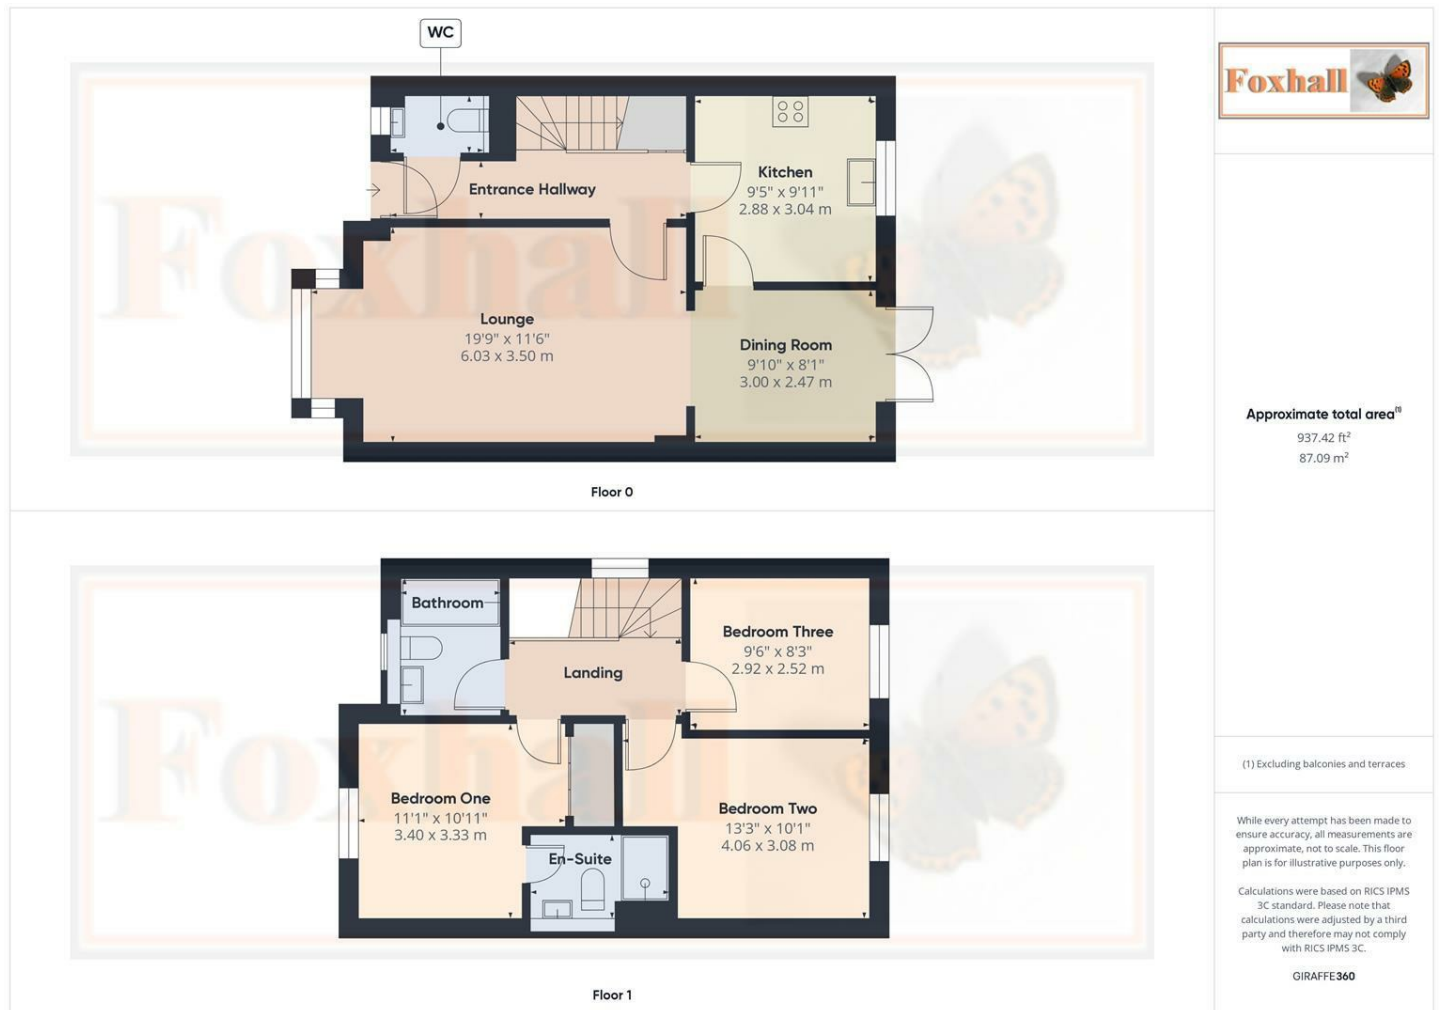 WC
Foxhall
Kitchen
9'5" x 9'11"
2.88 x 3.04 m
Entrance Hallway
Foxhall
Lounge
19'9" x 11'6"
6.03 x 3.50 m
Dining Room
9'10" x 8'1"
3.00 x 2.47 m
Approximate total area(1)
937.42 ft²
87.09 m²
Floor 0
Bathroom
Bedroom Three
9'6" x 8'3"
2.92 x 2.52 m
Landing
Foxhall
Bedroom One
11'1" x 10'11"
3.40 x 3.33 m
Bedroom Two
13'3" x 10'1"
4.06 x 3.08 m
En-Suite
Floor 1
(1) Excluding balconies and terraces
While every attempt has been made to
ensure accuracy, all measurements are
approximate, not to scale. This floor
plan is for illustrative purposes only.
Calculations were based on RICS IPMS
3C standard. Please note that
calculations were adjusted by a third
party and therefore may not comply
with RICS IPMS 3C.
GIRAFFE360